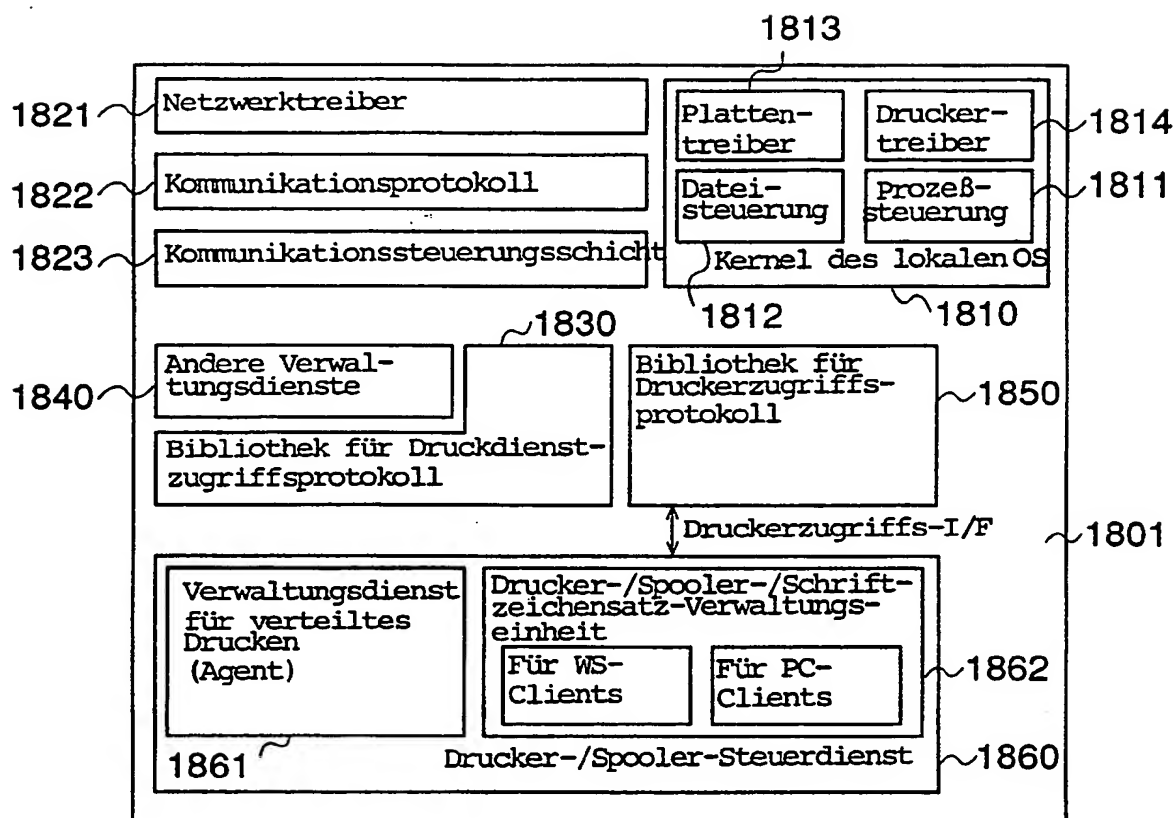 1813
1821
Netzwerktreiber
Platten-
treiber
Drucker-
treiber
1814
1822
Kommunikationsprotokoll
Datei-
steuerung
Prozeß-
steuerung
1811
1823
Kommunikationssteuerungsschicht
Kernel des lokalen OS
1812
1810
1830
1840
Andere Verwal-
tungsdienste
Bibliothek für
Druckerzugriffs-
protokoll
1850
Bibliothek für Druckdienst-
zugriffsprotokoll
Druckerzugriffs-I/F
1801
Verwaltungsdienst
für verteiltes
Drucken
(Agent)
Drucker-/Spooler-/Schrift-
zeichensatz-Verwaltungs-
einheit
Für WS-
Clients
Für PC-
Clients
1862
1861
Drucker-/Spooler-Steuerdienst
1860